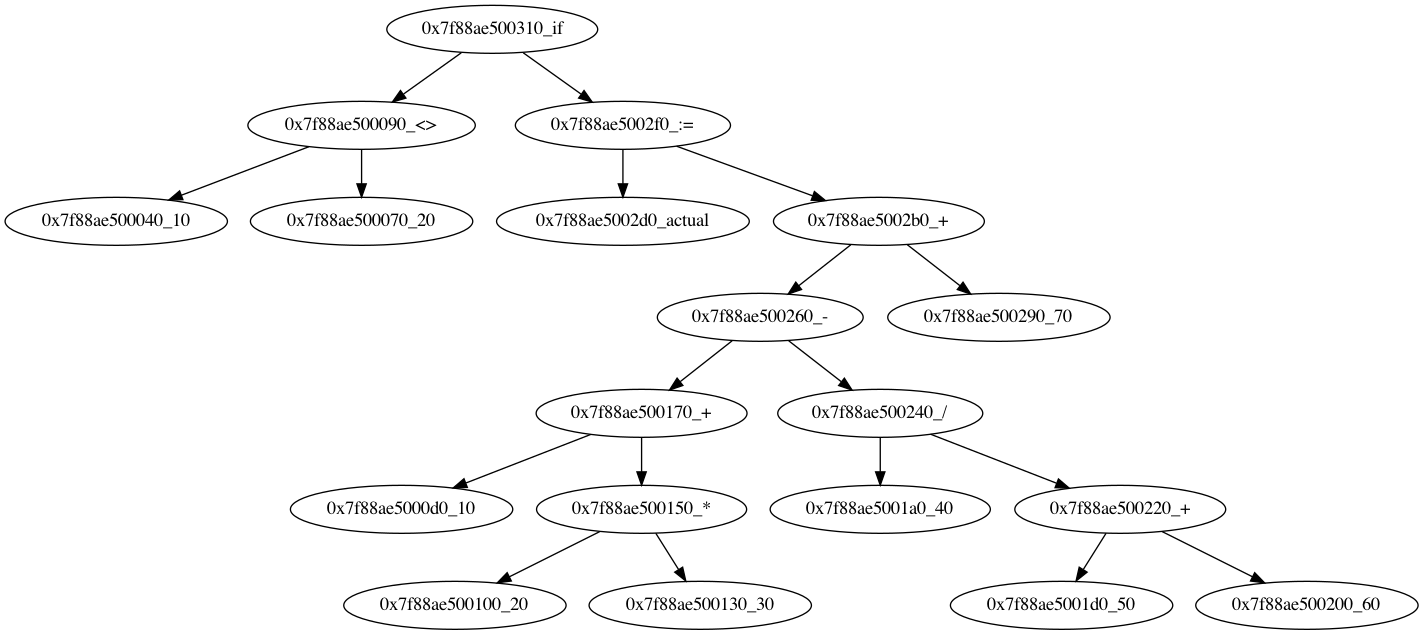 0x7f88ae500310_if
0x7f88ae500090_<>
0x7f88ae5002f0_:=
0x7f88ae500040_10
0x7f88ae500070_20
0x7f88ae5002d0_actual
0x7f88ae5002b0_+
0x7f88ae500260_-
0x7f88ae500290_70
0x7f88ae500170_+
0x7f88ae500240_/
0x7f88ae5000d0_10
0x7f88ae500150_*
0x7f88ae5001a0_40
0x7f88ae500220_+
0x7f88ae500100_20
0x7f88ae500130_30
0x7f88ae5001d0_50
0x7f88ae500200_60